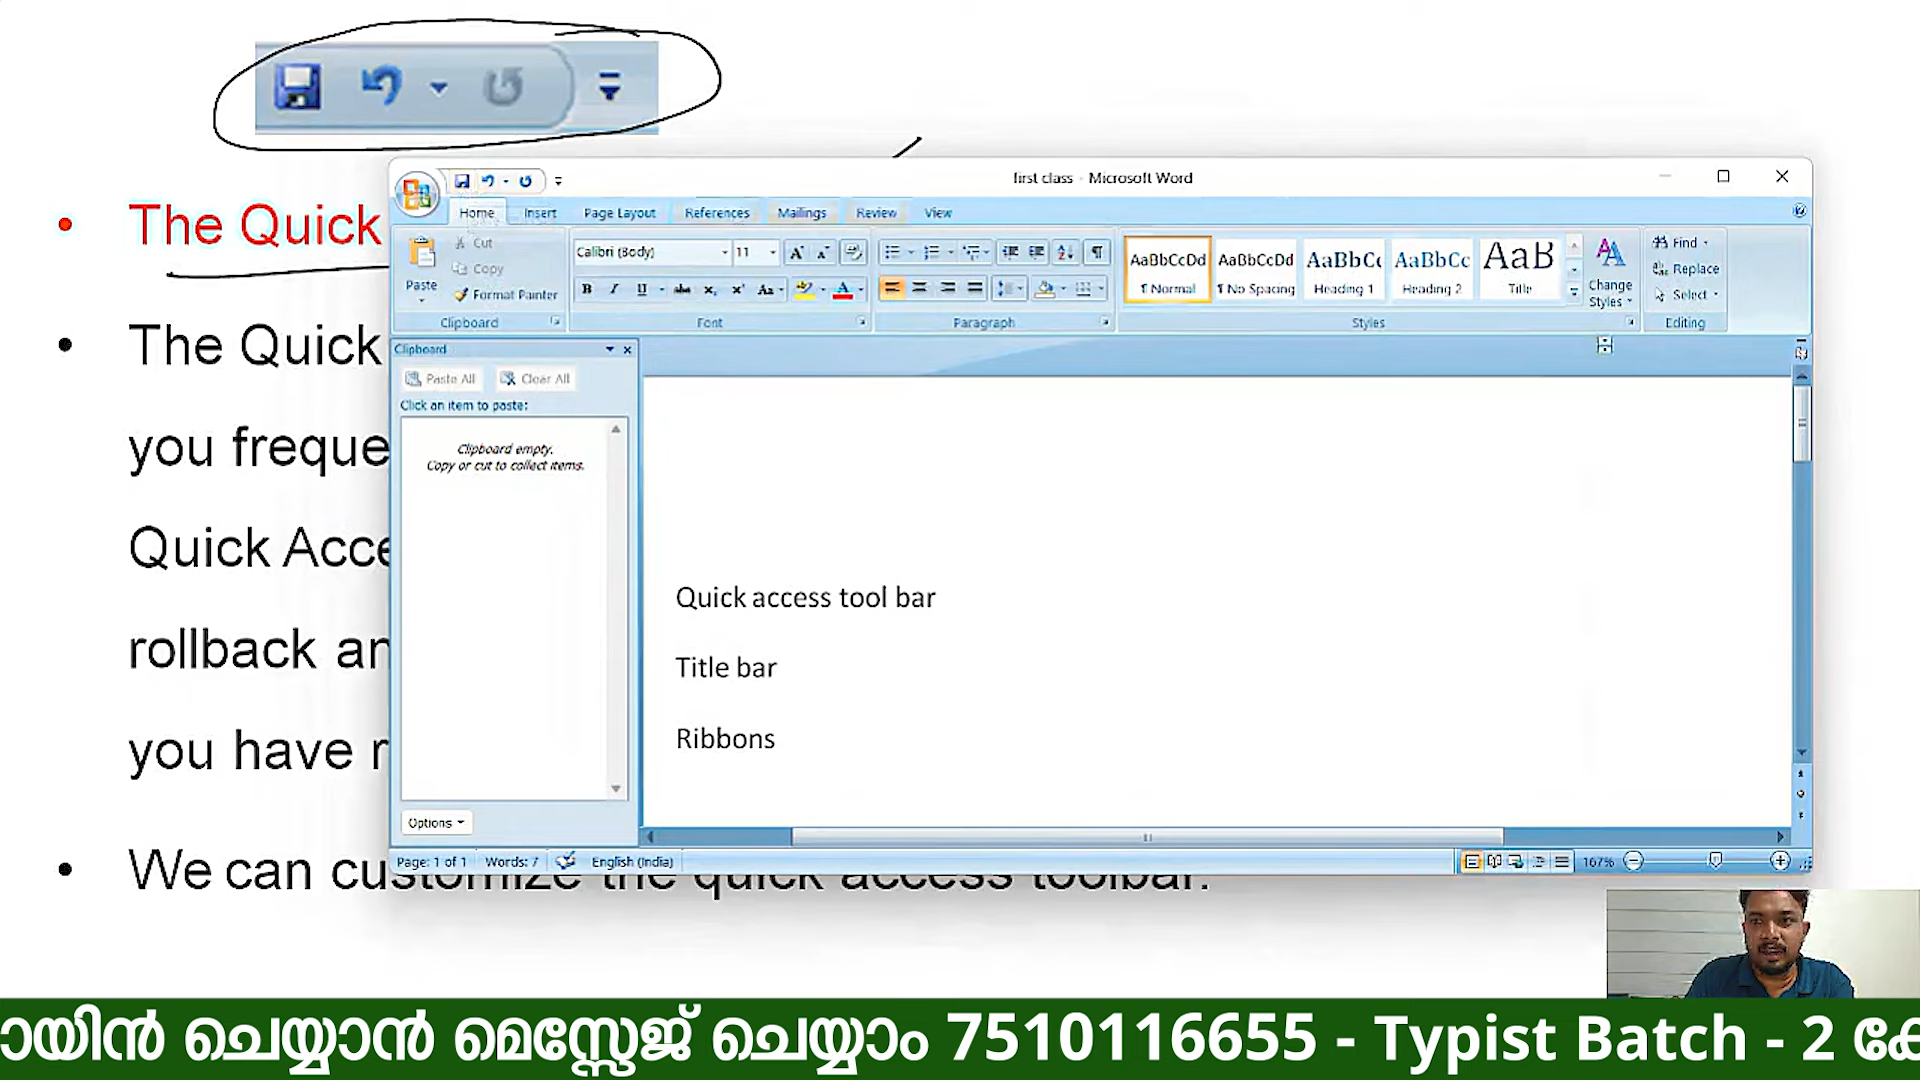 The Quick
The Quick
you freque
Quick Acce
rollback an
you have
We can customize the quick access toolbar.
first class - Microsoft Word
Home Insert Page Layout References Mailings Review View
Paste
Cut
Copy
Format Painter
Clipboard
Calibri (Body) 11
Font
Paragraph
AaBbCcDd AaBbCcDd AaBbCc AaBbCc AaB
¶ Normal ¶ No Spacing Heading 1 Heading 2 Title
Change Styles
Styles
Find
Replace
Select
Editing
Clipboard
Paste All Clear All
Click an item to paste:
Clipboard empty.
Copy or cut to collect items.
Options
Quick access tool bar
Title bar
Ribbons
Page: 1 of 1 Words: 7 English (India) 167%
ോയിൻ ചെയ്യാൻ മെസ്സേജ് ചെയ്യാം 7510116655 - Typist Batch - 2